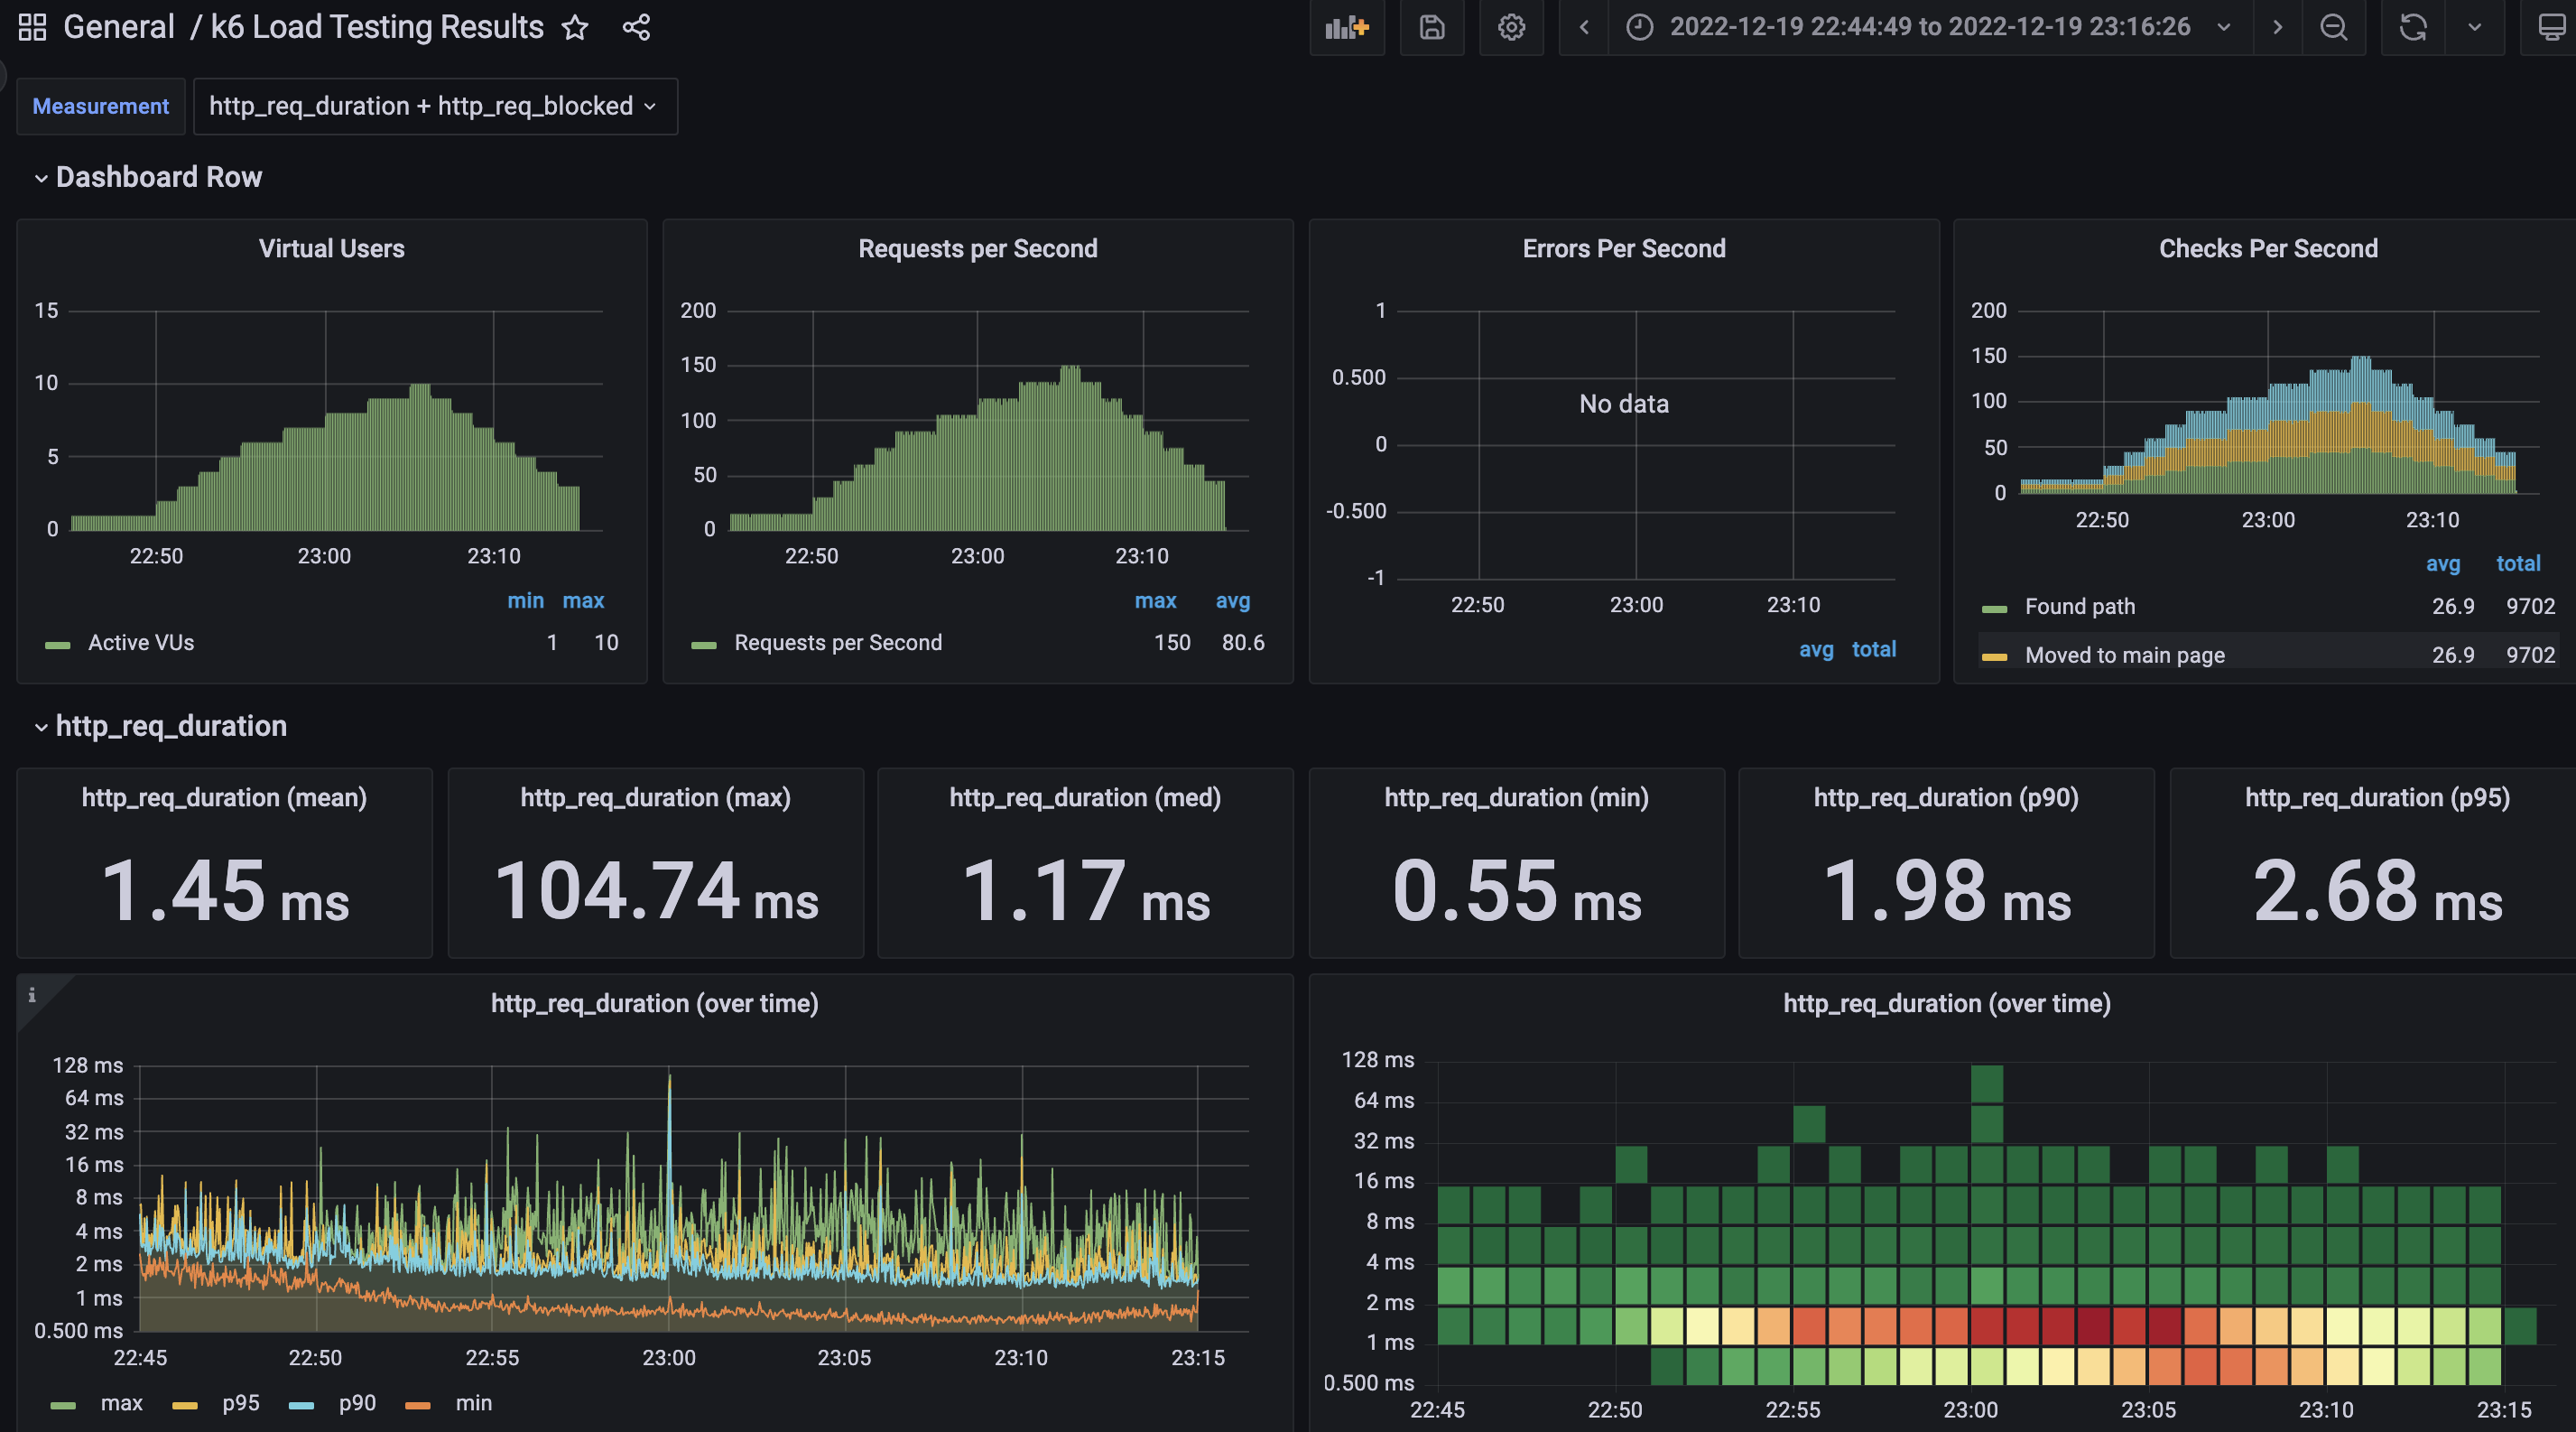 General / k6 Load Testing Results
2022-12-19 22:44:49 to 2022-12-19 23:16:26
Measurement
http_req_duration + http_req_blocked
Dashboard Row
Virtual Users
15
10
5
0
22:50 23:00 23:10
min max
Active VUs 1 10
Requests per Second
200
150
100
50
0
22:50 23:00 23:10
max avg
Requests per Second 150 80.6
Errors Per Second
1
0.500
0
-0.500
-1
No data
22:50 23:00 23:10
avg total
Checks Per Second
200
150
100
50
0
22:50 23:00 23:10
avg total
Found path 26.9 9702
Moved to main page 26.9 9702
http_req_duration
http_req_duration (mean)
1.45 ms
http_req_duration (max)
104.74 ms
http_req_duration (med)
1.17 ms
http_req_duration (min)
0.55 ms
http_req_duration (p90)
1.98 ms
http_req_duration (p95)
2.68 ms
i
http_req_duration (over time)
128 ms
64 ms
32 ms
16 ms
8 ms
4 ms
2 ms
1 ms
0.500 ms
22:45 22:50 22:55 23:00 23:05 23:10 23:15
max p95 p90 min
http_req_duration (over time)
128 ms
64 ms
32 ms
16 ms
8 ms
4 ms
2 ms
1 ms
0.500 ms
22:45 22:50 22:55 23:00 23:05 23:10 23:15